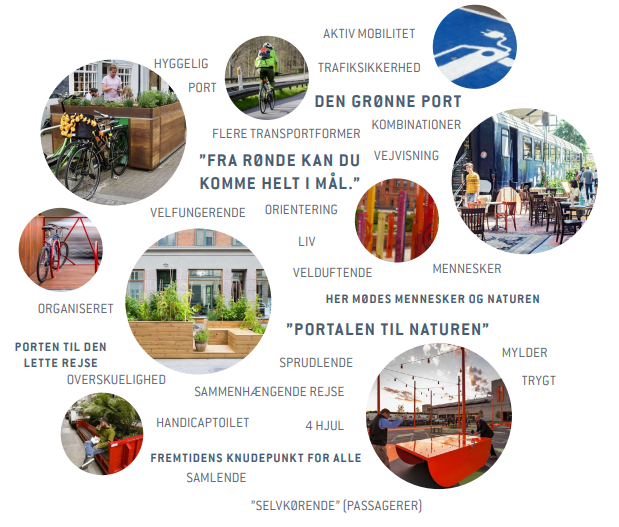 AKTIV MOBILITET
HYGGELIG
TRAFIKSIKKERHED
PORT
DEN GRØNNE PORT
KOMBINATIONER
FLERE TRANSPORTFORMER
VEJVISNING
”FRA RØNDE KAN DU
KOMME HELT I MÅL.”
VELFUNGERENDE
ORIENTERING
LIV
VELDUFTENDE
MENNESKER
HER MØDES MENNESKER OG NATUREN
ORGANISERET
”PORTALEN TIL NATUREN”
PORTEN TIL DEN
LETTE REJSE
MYLDER
SPRUDLENDE
OVERSKUELIGHED
TRYGT
SAMMENHÆNGENDE REJSE
HANDICAPTOILET
4 HJUL
FREMTIDENS KNUDEPUNKT FOR ALLE
SAMLENDE
”SELVKØRENDE” (PASSAGERER)